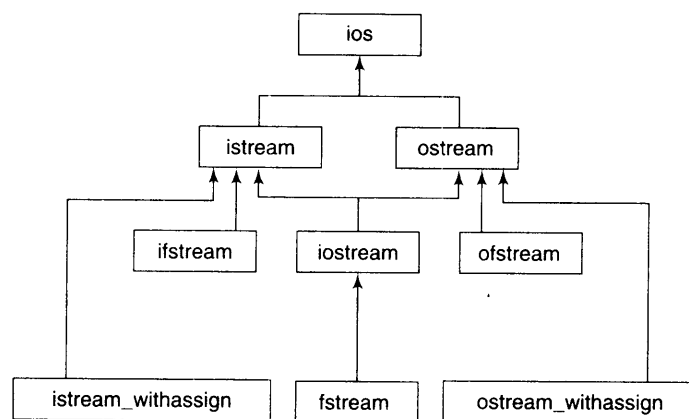 ios
istream
ostream
ifstream
iostream
ofstream
istream_withassign
fstream
ostream_withassign